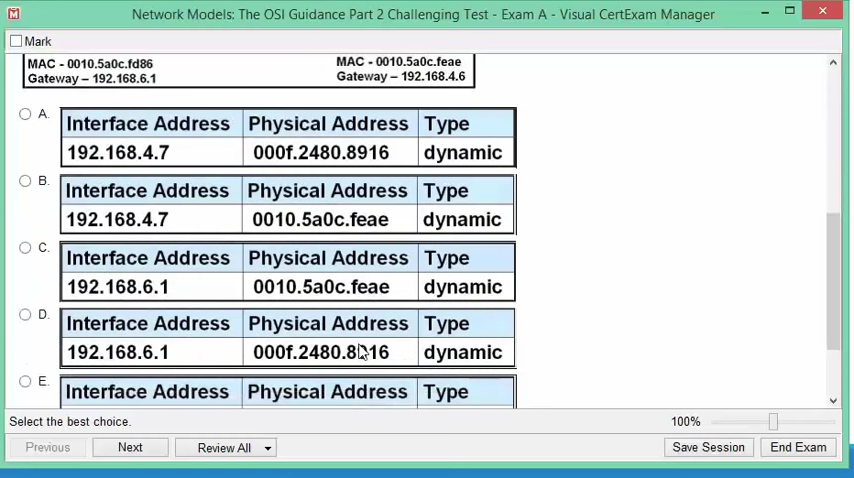 Network Models: The OSI Guidance Part 2 Challenging Test - Exam A - Visual CertExam Manager
Mark
MAC - 0010.5a0c.fd86 MAC - 0010.5a0c.feae
Gateway – 192.168.6.1 Gateway – 192.168.4.6
A. Interface Address Physical Address Type
192.168.4.7 000f.2480.8916 dynamic
B. Interface Address Physical Address Type
192.168.4.7 0010.5a0c.feae dynamic
C. Interface Address Physical Address Type
192.168.6.1 0010.5a0c.feae dynamic
D. Interface Address Physical Address Type
192.168.6.1 000f.2480.8916 dynamic
E. Interface Address Physical Address Type
Select the best choice. 100%
Previous Next Review All Save Session End Exam